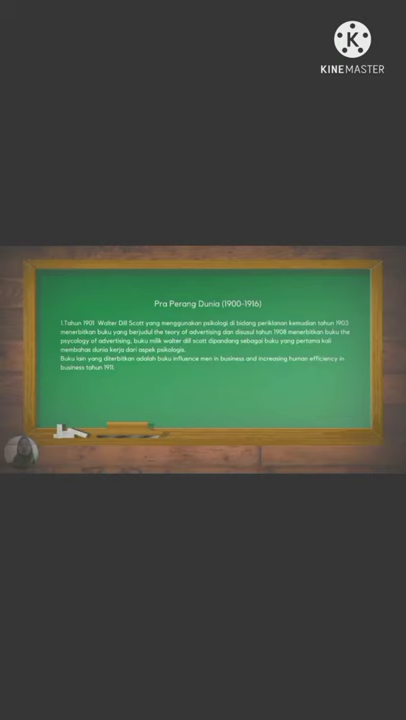 KINEMASTER
Pra Perang Dunia (1900-1916)
1.Tahun 1901 Walter Dill Scott yang menggunakan psikologi di bidang periklanan kemudian tahun 1903
menerbitkan buku yang berjudul the teory of advertising dan disusul tahun 1908 menerbitkan buku the
psycology of advertising, buku milik walter dill scott dipandang sebagai buku yang pertama kali
membahas dunia kerja dari aspek psikologis.
Buku lain yang diterbitkan adalah buku influence men in business and increasing human efficiency in
business tahun 1911.